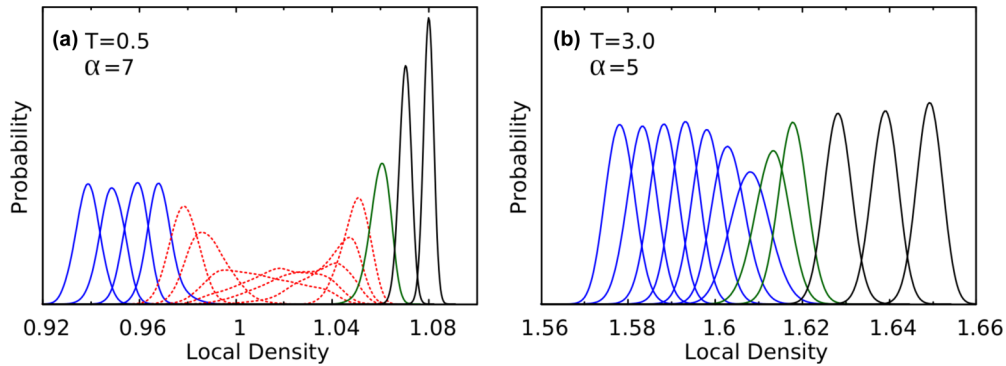 (a) T=0.5
α=7
Probability
0.92 0.96 1 1.04 1.08
Local Density
(b) T=3.0
α=5
Probability
1.56 1.58 1.6 1.62 1.64 1.66
Local Density